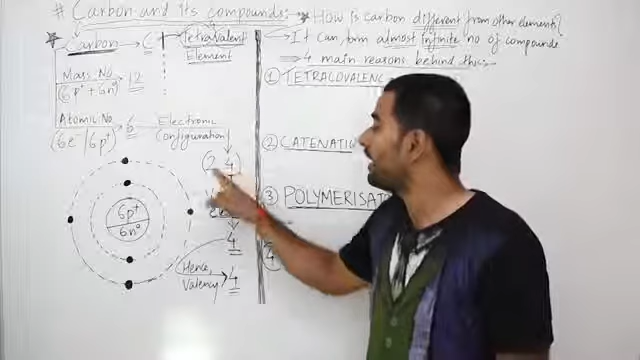 # Carbon and its compounds:-
* How is carbon different from other elements?
* Carbon → C → Tetravalent
Element
→ It can form almost infinite no of compounds
⇒ 4 main reasons behind this:-
Mass No. → 12
(6p⁺ + 6n⁰)
Atomic No. → 6
(6e⁻ / 6p⁺)
Electronic
Configuration
(2, 4)
4
Hence,
Valency → 4
6p⁺
6n⁰
① TETRACOVALENC
② CATENATIO
③ POLYMERISAT
④